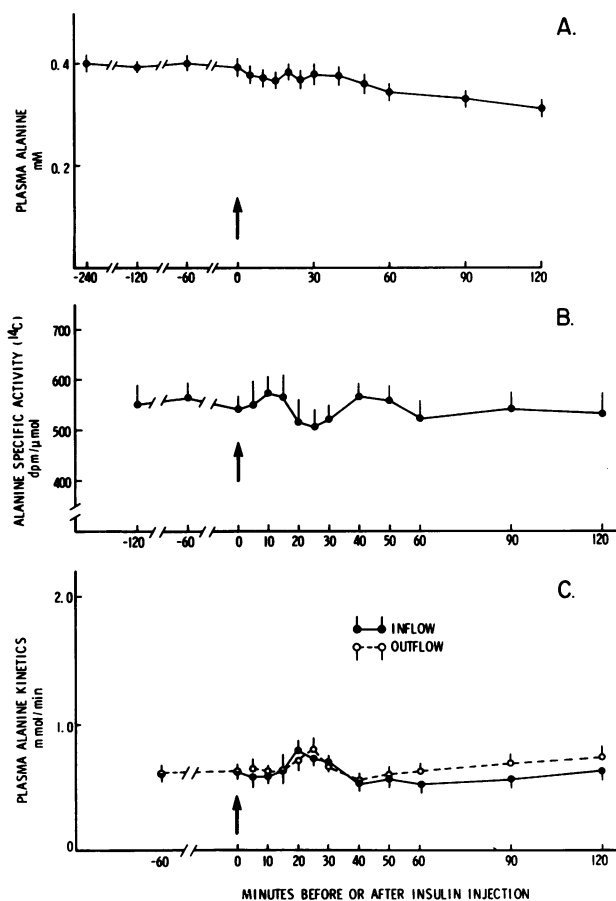 A.
PLASMA ALANINE
mM
0.4
0.2
-240 -120 -60 0 30 60 90 120
B.
ALANINE SPECIFIC ACTIVITY (¹⁴C)
dpm/μmol
700
600
500
400
-120 -60 0 10 20 30 40 50 60 90 120
C.
PLASMA ALANINE KINETICS
mmol/min
2.0
1.0
0
INFLOW
OUTFLOW
-60 0 10 20 30 40 50 60 90 120
MINUTES BEFORE OR AFTER INSULIN INJECTION